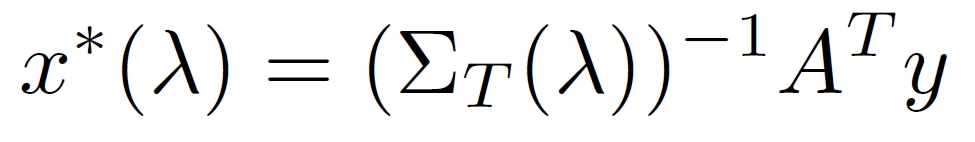 x*(λ) = (Σ_T(λ))^{-1} A^T y